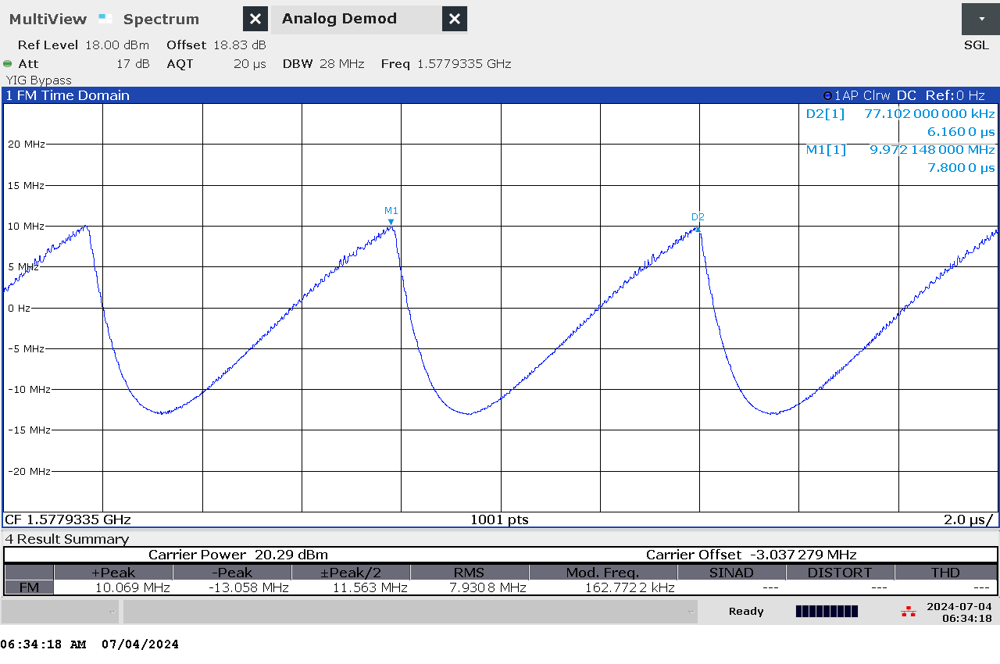 MultiView Spectrum Analog Demod
Ref Level 18.00 dBm Offset 18.83 dB SGL
Att 17 dB AQT 20 µs DBW 28 MHz Freq 1.5779335 GHz
YIG Bypass
1 FM Time Domain 1AP Clrw DC Ref: 0 Hz
D2[1] 77.102 000 000 kHz
6.160 0 µs
M1[1] 9.972 148 000 MHz
7.800 0 µs
20 MHz
15 MHz
M1
D2
10 MHz
5 MHz
0 Hz
-5 MHz
-10 MHz
-15 MHz
-20 MHz
CF 1.5779335 GHz 1001 pts 2.0 µs/
4 Result Summary
Carrier Power 20.29 dBm Carrier Offset -3.037 279 MHz
+Peak -Peak ±Peak/2 RMS Mod. Freq. SINAD DISTORT THD
FM 10.069 MHz -13.058 MHz 11.563 MHz 7.930 8 MHz 162.772 2 kHz --- --- ---
Ready 2024-07-04
06:34:18
06:34:18 AM 07/04/2024